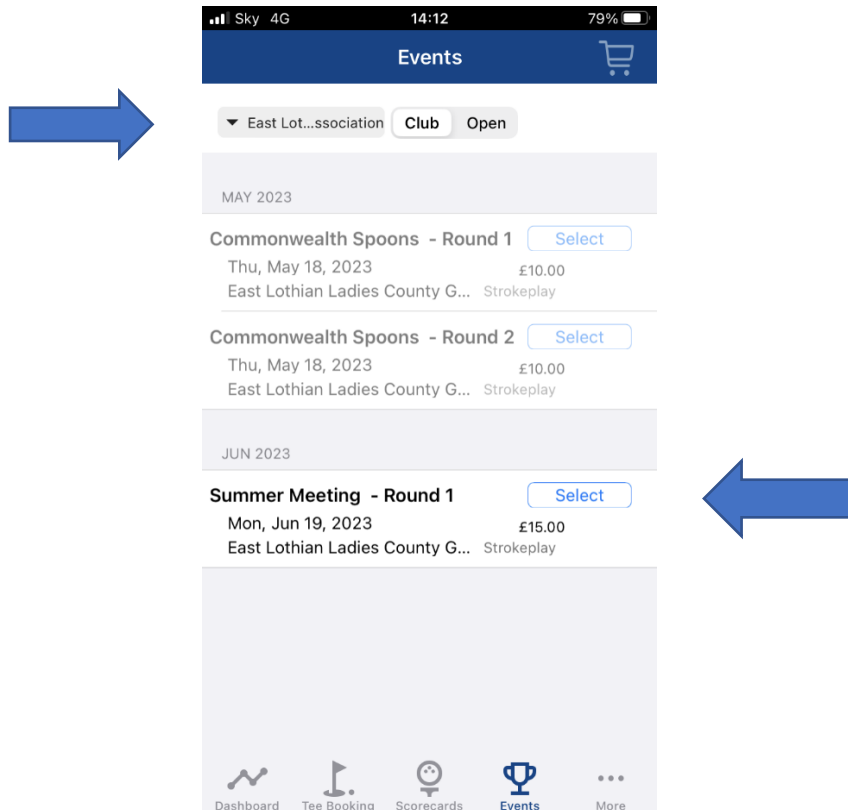 Sky 4G 14:12 79%
Events
East Lot...ssociation Club Open
MAY 2023
Commonwealth Spoons - Round 1 Select
Thu, May 18, 2023 £10.00
East Lothian Ladies County G... Strokeplay
Commonwealth Spoons - Round 2 Select
Thu, May 18, 2023 £10.00
East Lothian Ladies County G... Strokeplay
JUN 2023
Summer Meeting - Round 1 Select
Mon, Jun 19, 2023 £15.00
East Lothian Ladies County G... Strokeplay
Dashboard Tee Booking Scorecards Events More